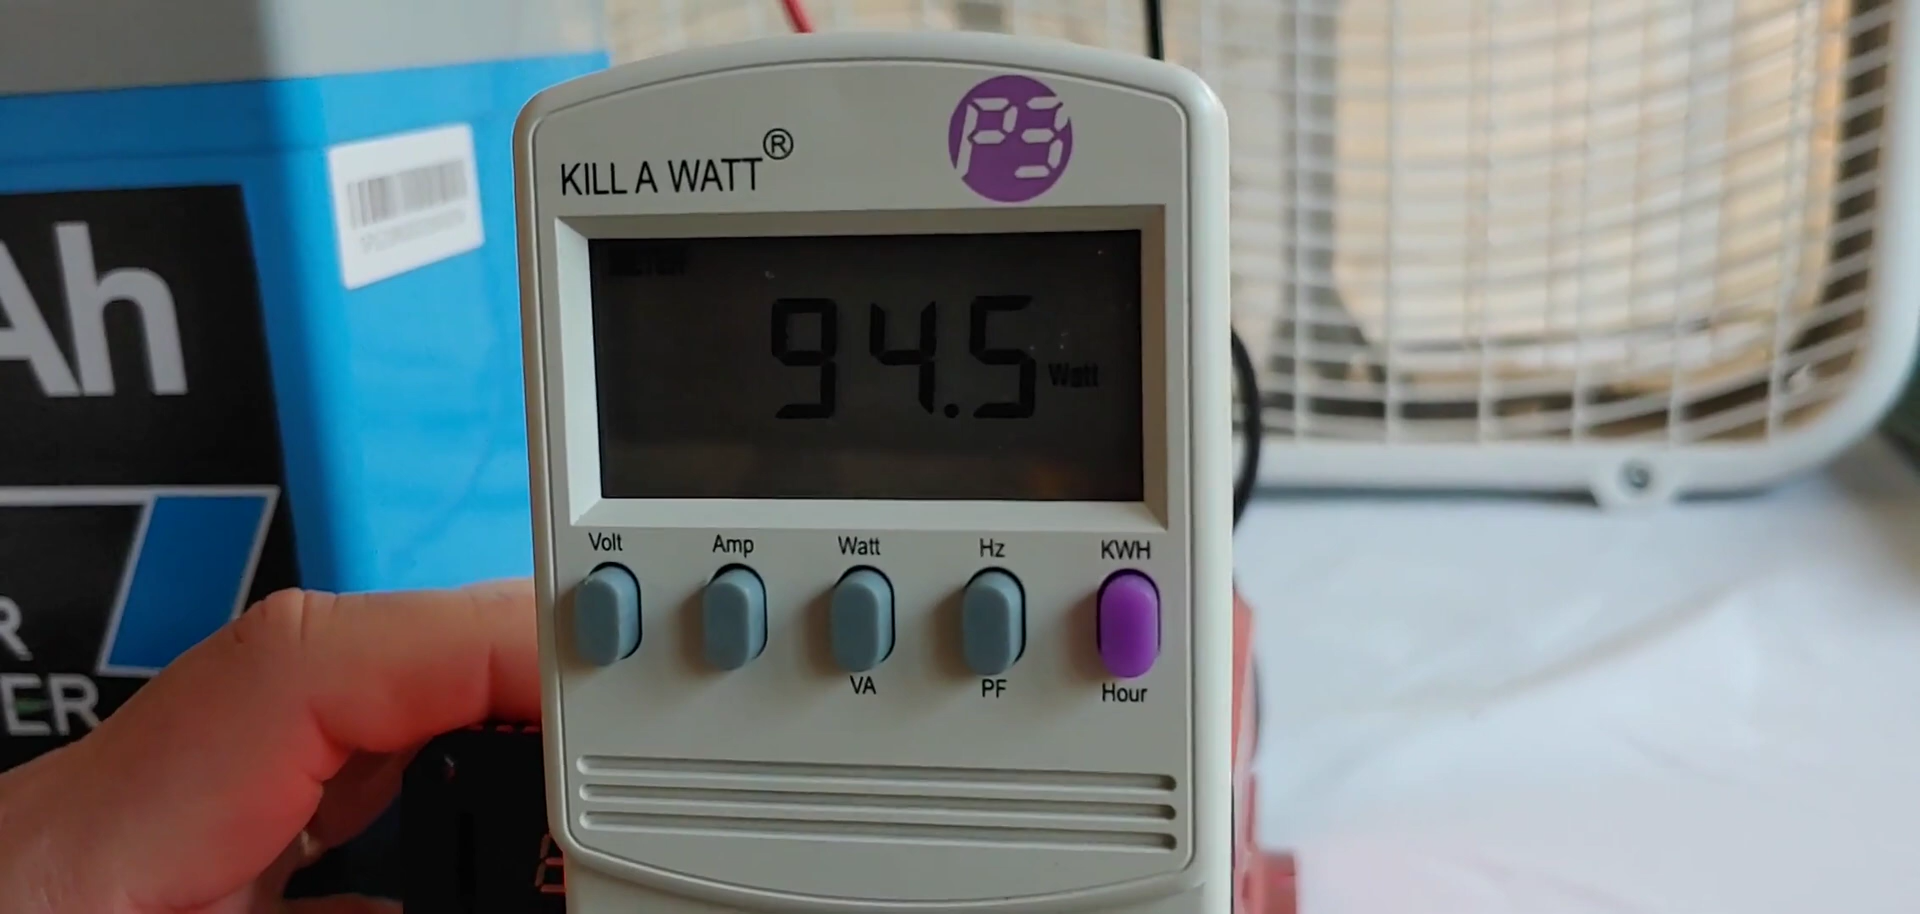 KILL A WATT®
P3
94.5 Watt
Volt Amp Watt Hz KWH
VA PF Hour
Ah
R
ER